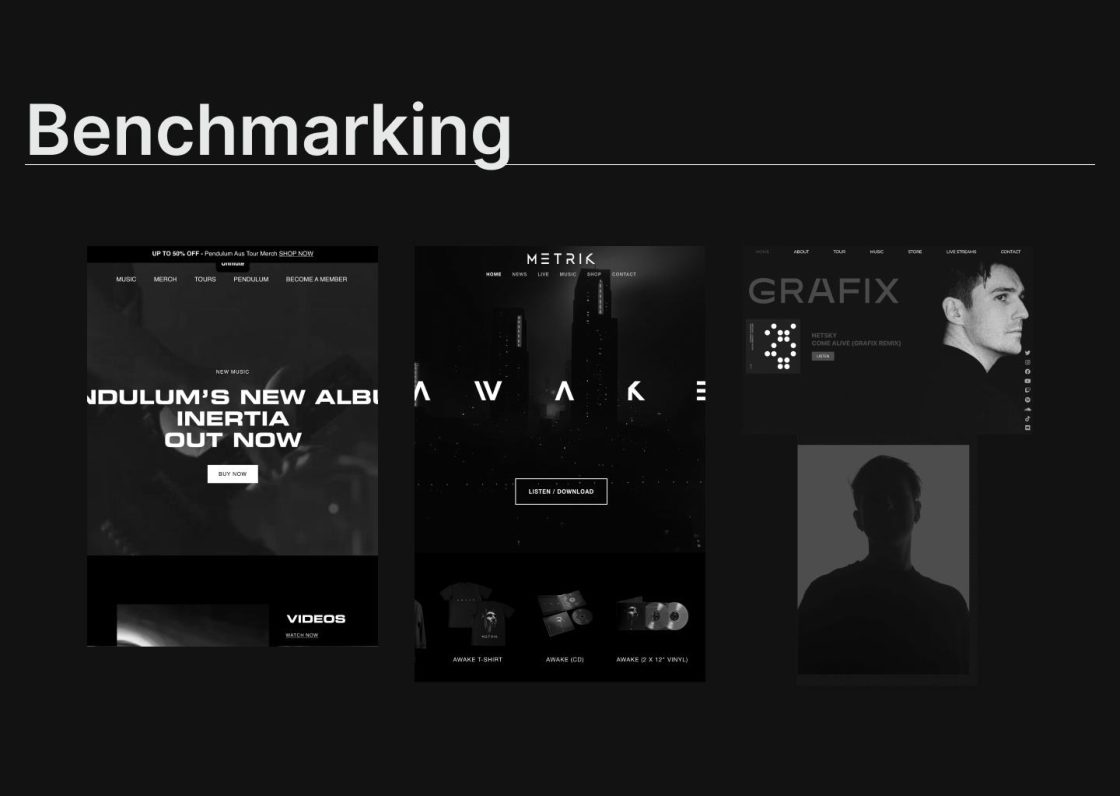 Benchmarking
UP TO 50% OFF - Pendulum Aus Tour Merch SHOP NOW
MUSIC MERCH TOURS PENDULUM BECOME A MEMBER
NEW MUSIC
NDULUM'S NEW ALBU
INERTIA
OUT NOW
BUY NOW
VIDEOS
WATCH NOW
METRIK
HOME NEWS LIVE MUSIC SHOP CONTACT
AWAKE
LISTEN / DOWNLOAD
AWAKE T-SHIRT AWAKE (CD) AWAKE (2 X 12" VINYL)
HOME ABOUT TOUR MUSIC STORE LIVE STREAMS CONTACT
GRAFIX
HETSKY
COME ALIVE (GRAFIX REMIX)
LISTEN